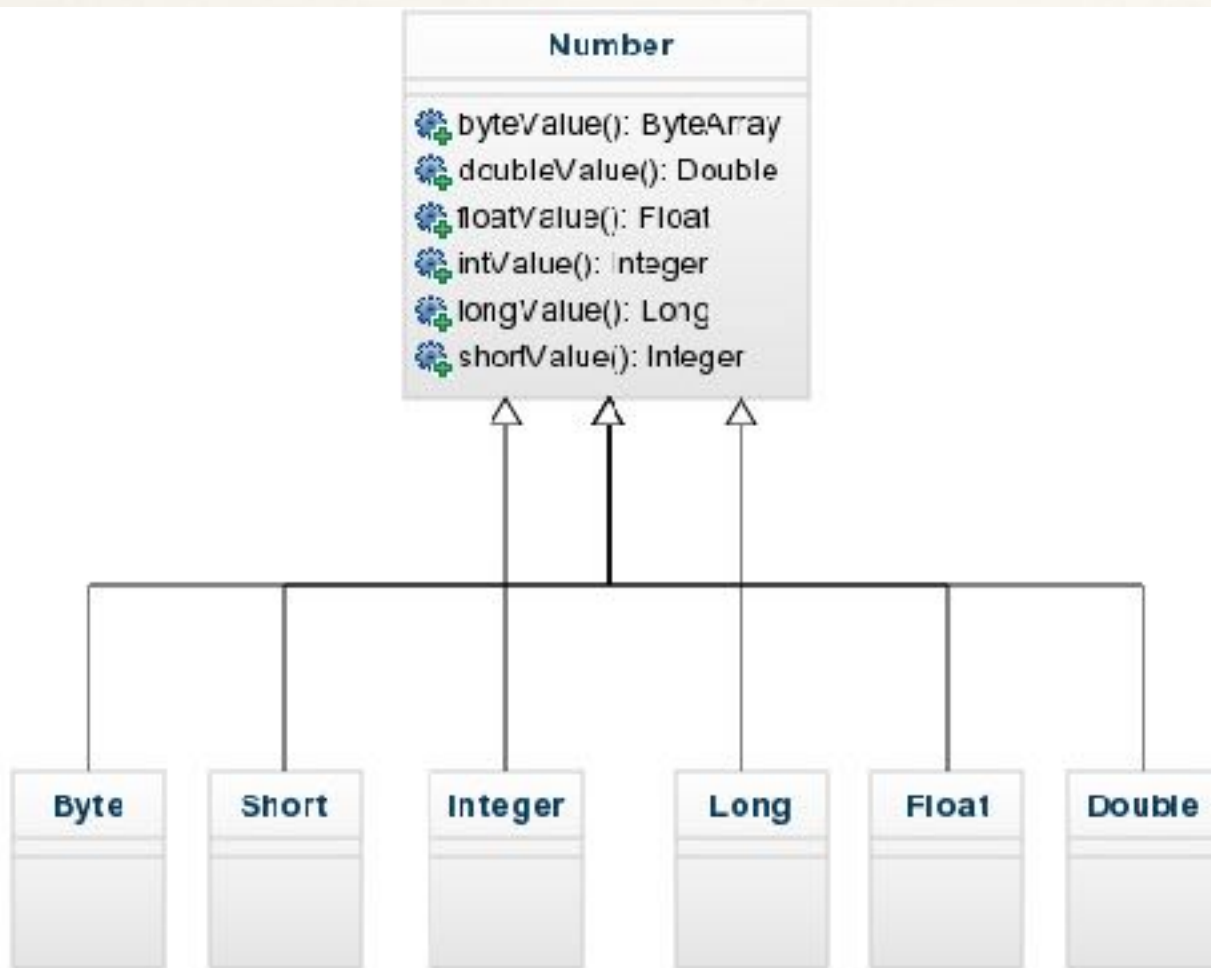 Number
byteValue(): ByteArray
doubleValue(): Double
floatValue(): Float
intValue(): Integer
longValue(): Long
shortValue(): Integer
Byte Short Integer Long Float Double